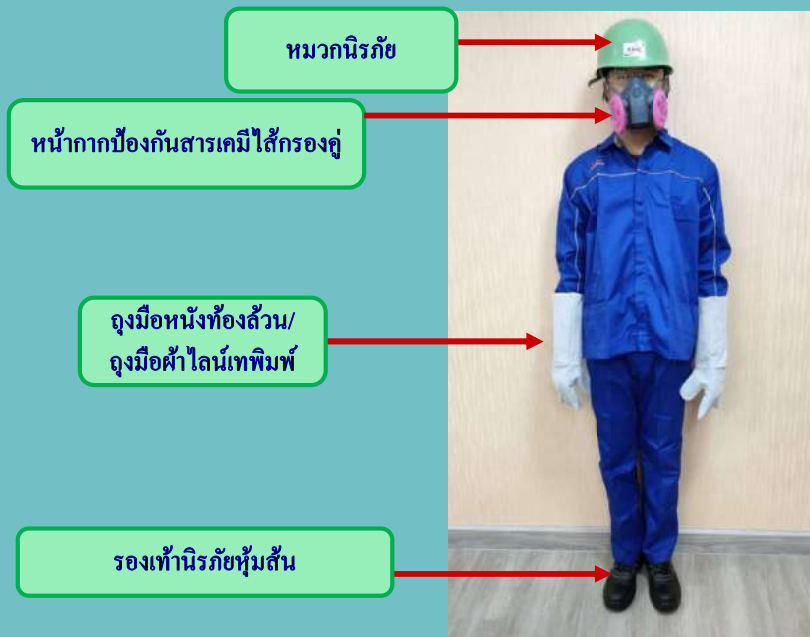 หมวกนิรภัย
หน้ากากป้องกันสารเคมีไส้กรองคู่
ถุงมือหนังท้องล้วน/
ถุงมือผ้าไลน์เทพิมพ์
รองเท้านิรภัยหุ้มส้น